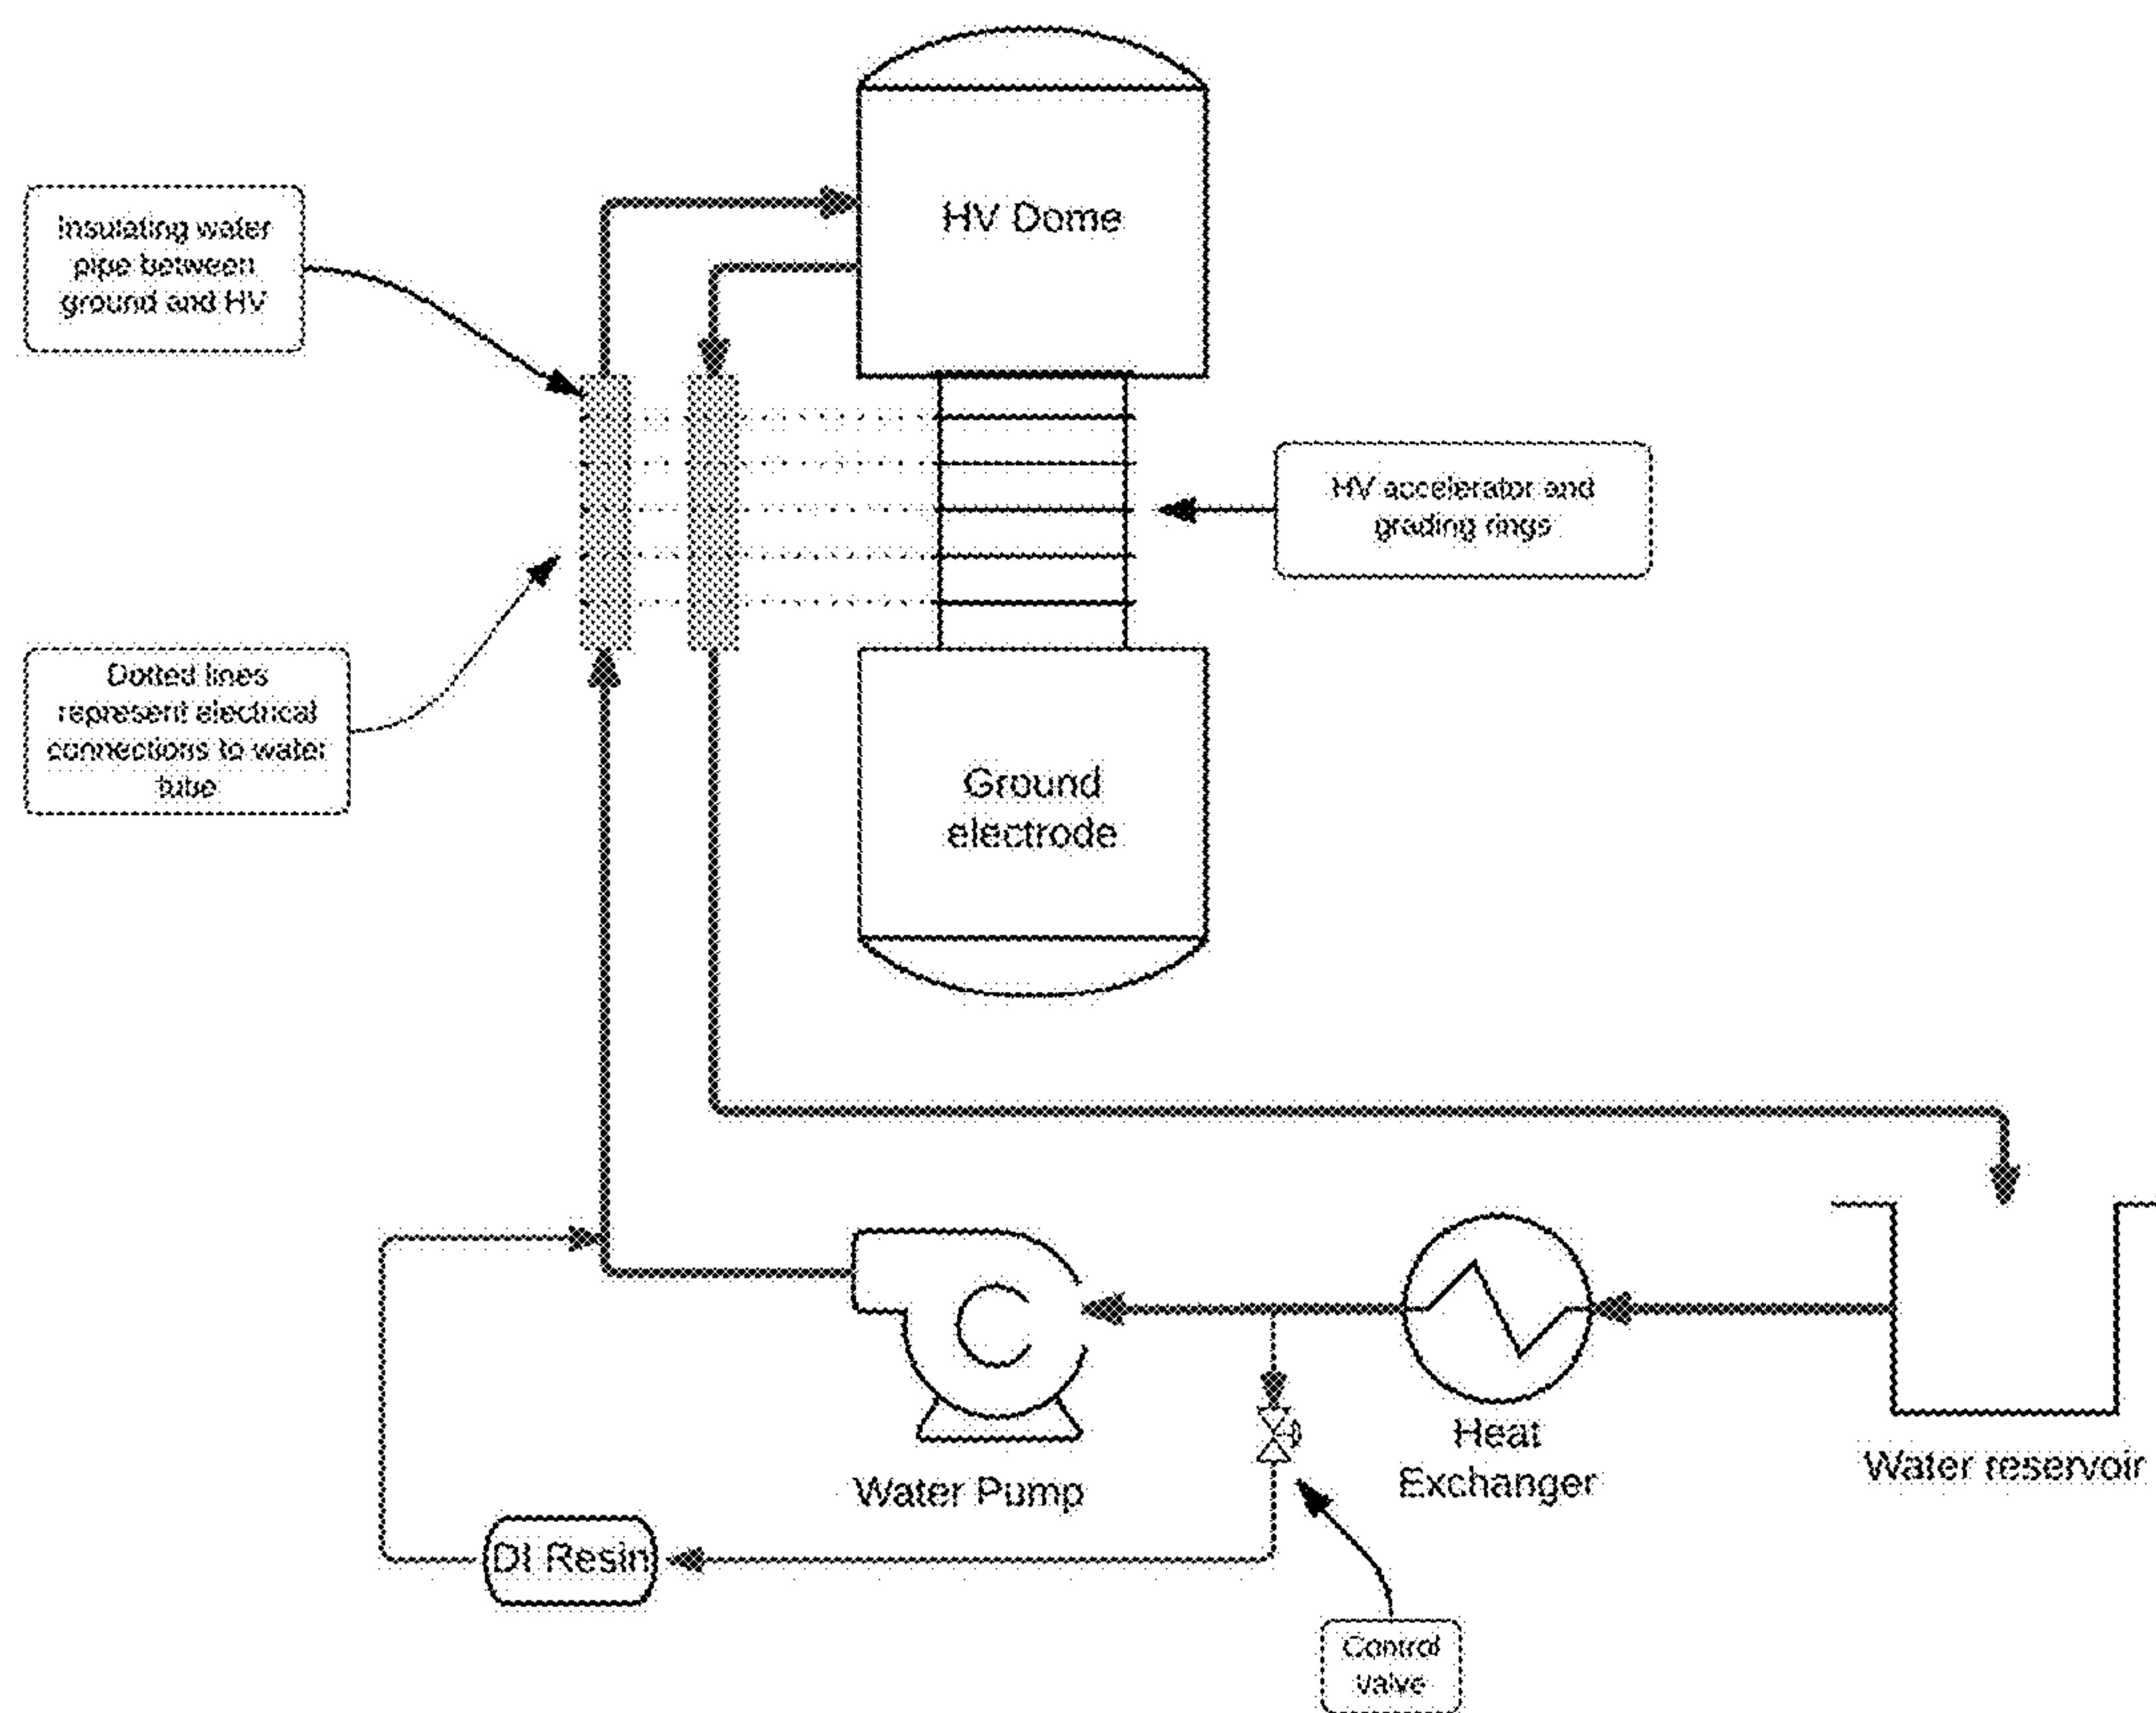 HV Dome
Insulating water
pipe between
ground and HV
HV accelerator and
grading rings
Dotted lines
represent electrical
connections to water
tube
Ground
electrode
Heat
Exchanger
Water reservoir
Water Pump
DI Resin
Control
valve